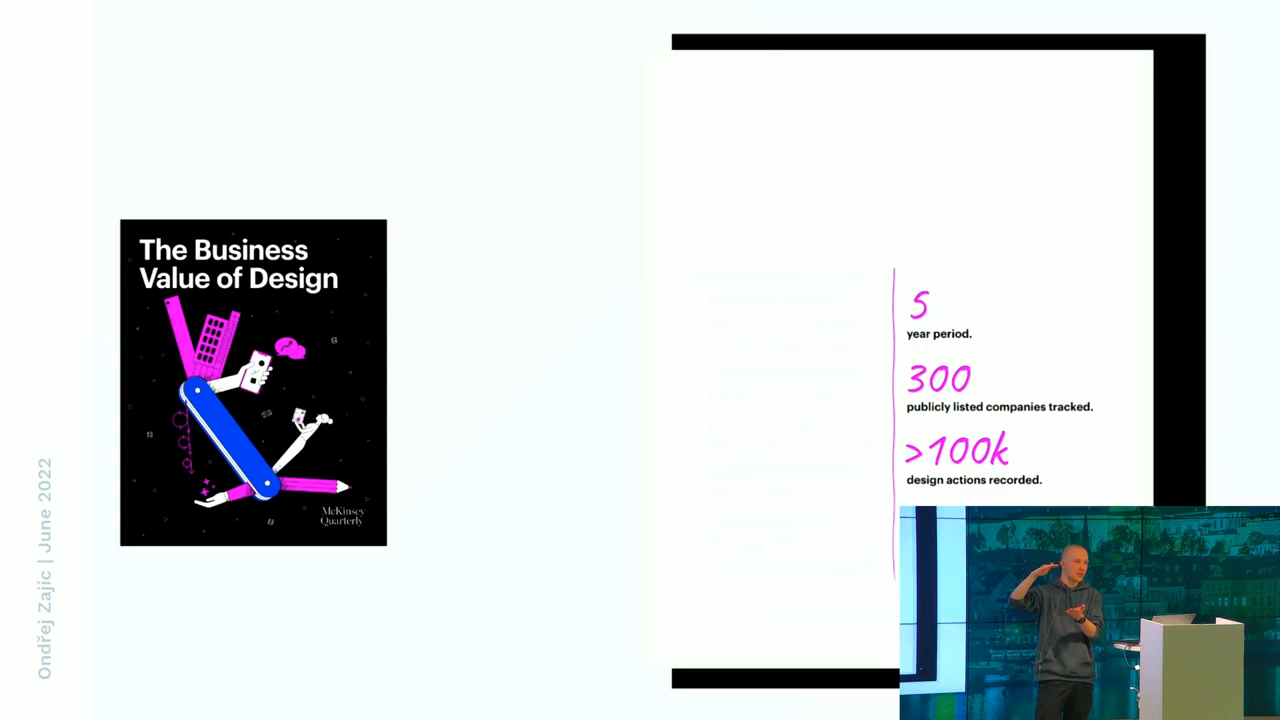 The Business
Value of Design
McKinsey
Quarterly
5
year period.
300
publicly listed companies tracked.
>100k
design actions recorded.
Ondřej Zajíc | June 2022